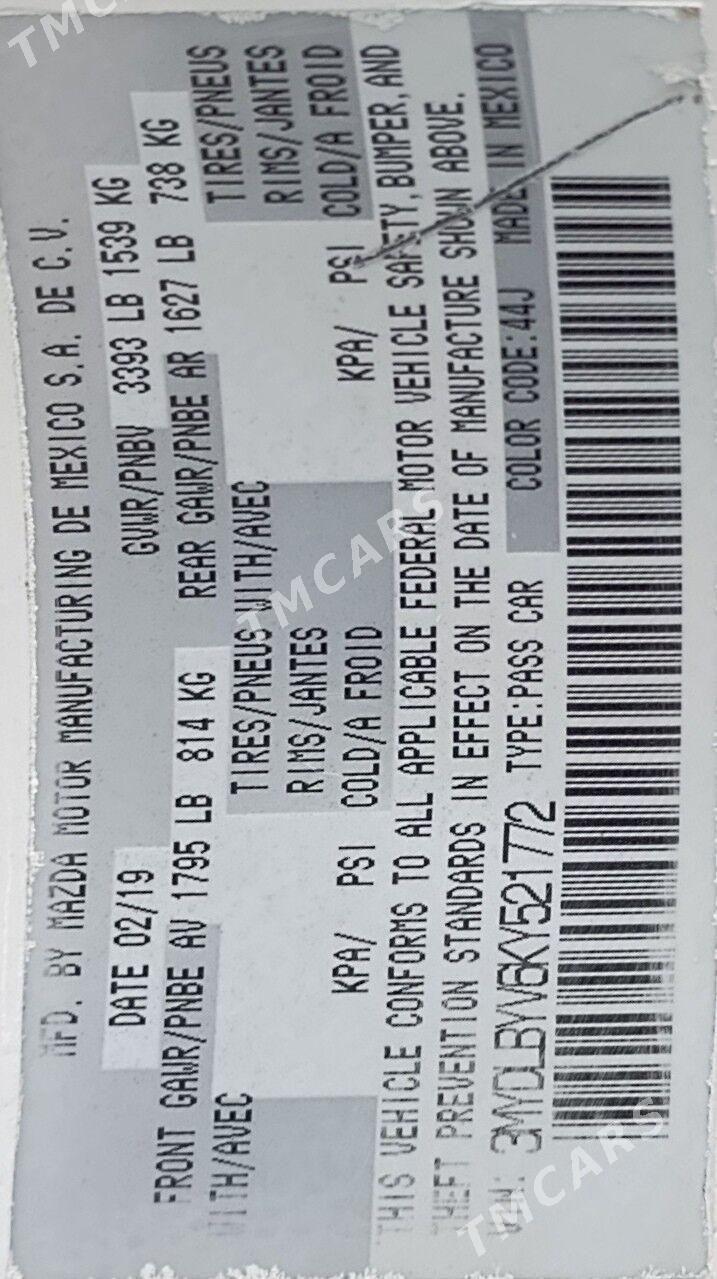 MFD. BY MAZDA MOTOR MANUFACTURING DE MEXICO S.A. DE C.V.
DATE 02/19 GVWR/PNBV 3393 LB 1539 KG
FRONT GAWR/PNBE AV 1795 LB 814 KG REAR GAWR/PNBE AR 1627 LB 738 KG
WITH/AVEC TIRES/PNEUS WITH/AVEC TIRES/PNEUS
RIMS/JANTES RIMS/JANTES
KPA/ PSI COLD/A FROID KPA/ PSI COLD/A FROID
THIS VEHICLE CONFORMS TO ALL APPLICABLE FEDERAL MOTOR VEHICLE SAFETY, BUMPER, AND
THEFT PREVENTION STANDARDS IN EFFECT ON THE DATE OF MANUFACTURE SHOWN ABOVE.
VIN: 3MYDLBYV6KY521772 TYPE:PASS CAR COLOR CODE:44J MADE IN MEXICO
TMCARS
TMCARS
TMCARS